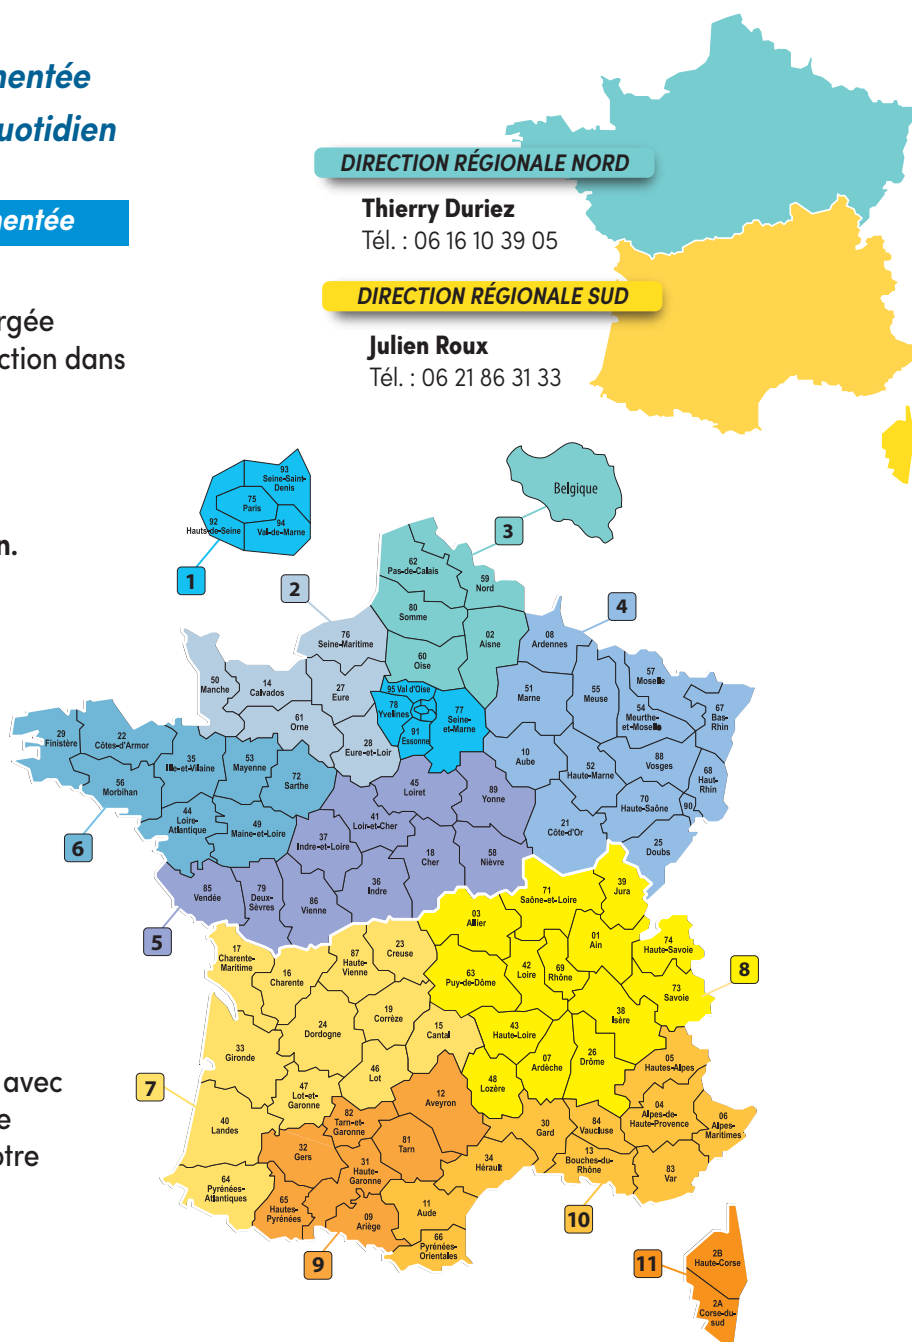 mentée
uotidien
mentée
rgée
ction dans
n.
avec
e
otre
DIRECTION RÉGIONALE NORD
Thierry Duriez
Tél. : 06 16 10 39 05
DIRECTION RÉGIONALE SUD
Julien Roux
Tél. : 06 21 86 31 33
93
Seine-Saint-
Denis
75
Paris
92
Hauts-de-Seine
94
Val-de-Marne
1
Belgique
3
2
4
62
Pas-de-Calais
59
Nord
80
Somme
02
Aisne
60
Oise
76
Seine-Maritime
27
Eure
50
Manche
14
Calvados
61
Orne
28
Eure-et-Loir
95 Val d'Oise
78
Yvelines
91
Essonne
77
Seine-
et-Marne
08
Ardennes
51
Marne
55
Meuse
57
Moselle
54
Meurthe-
et-Moselle
67
Bas-
Rhin
10
Aube
52
Haute-Marne
88
Vosges
68
Haut-
Rhin
70
Haute-Saône
90
21
Côte-d'Or
25
Doubs
29
Finistère
22
Côtes-d'Armor
35
Ille-et-Vilaine
53
Mayenne
72
Sarthe
56
Morbihan
44
Loire-
Atlantique
49
Maine-et-Loire
6
45
Loiret
89
Yonne
41
Loir-et-Cher
37
Indre-et-Loire
18
Cher
58
Nièvre
36
Indre
85
Vendée
79
Deux-
Sèvres
86
Vienne
5
71
Saône-et-Loire
39
Jura
03
Allier
01
Ain
74
Haute-Savoie
63
Puy-de-Dôme
42
Loire
69
Rhône
73
Savoie
8
38
Isère
43
Haute-Loire
07
Ardèche
26
Drôme
48
Lozère
17
Charente-
Maritime
16
Charente
87
Haute-
Vienne
23
Creuse
19
Corrèze
24
Dordogne
15
Cantal
33
Gironde
46
Lot
47
Lot-et-
Garonne
40
Landes
64
Pyrénées-
Atlantiques
7
12
Aveyron
82
Tarn-et-
Garonne
81
Tarn
32
Gers
31
Haute-
Garonne
65
Hautes-
Pyrénées
09
Ariège
9
05
Hautes-Alpes
04
Alpes-de-
Haute-Provence
06
Alpes-
Maritimes
30
Gard
84
Vaucluse
13
Bouches-du-
Rhône
83
Var
34
Hérault
11
Aude
66
Pyrénées-
Orientales
10
11
2B
Haute-Corse
2A
Corse-du-
sud